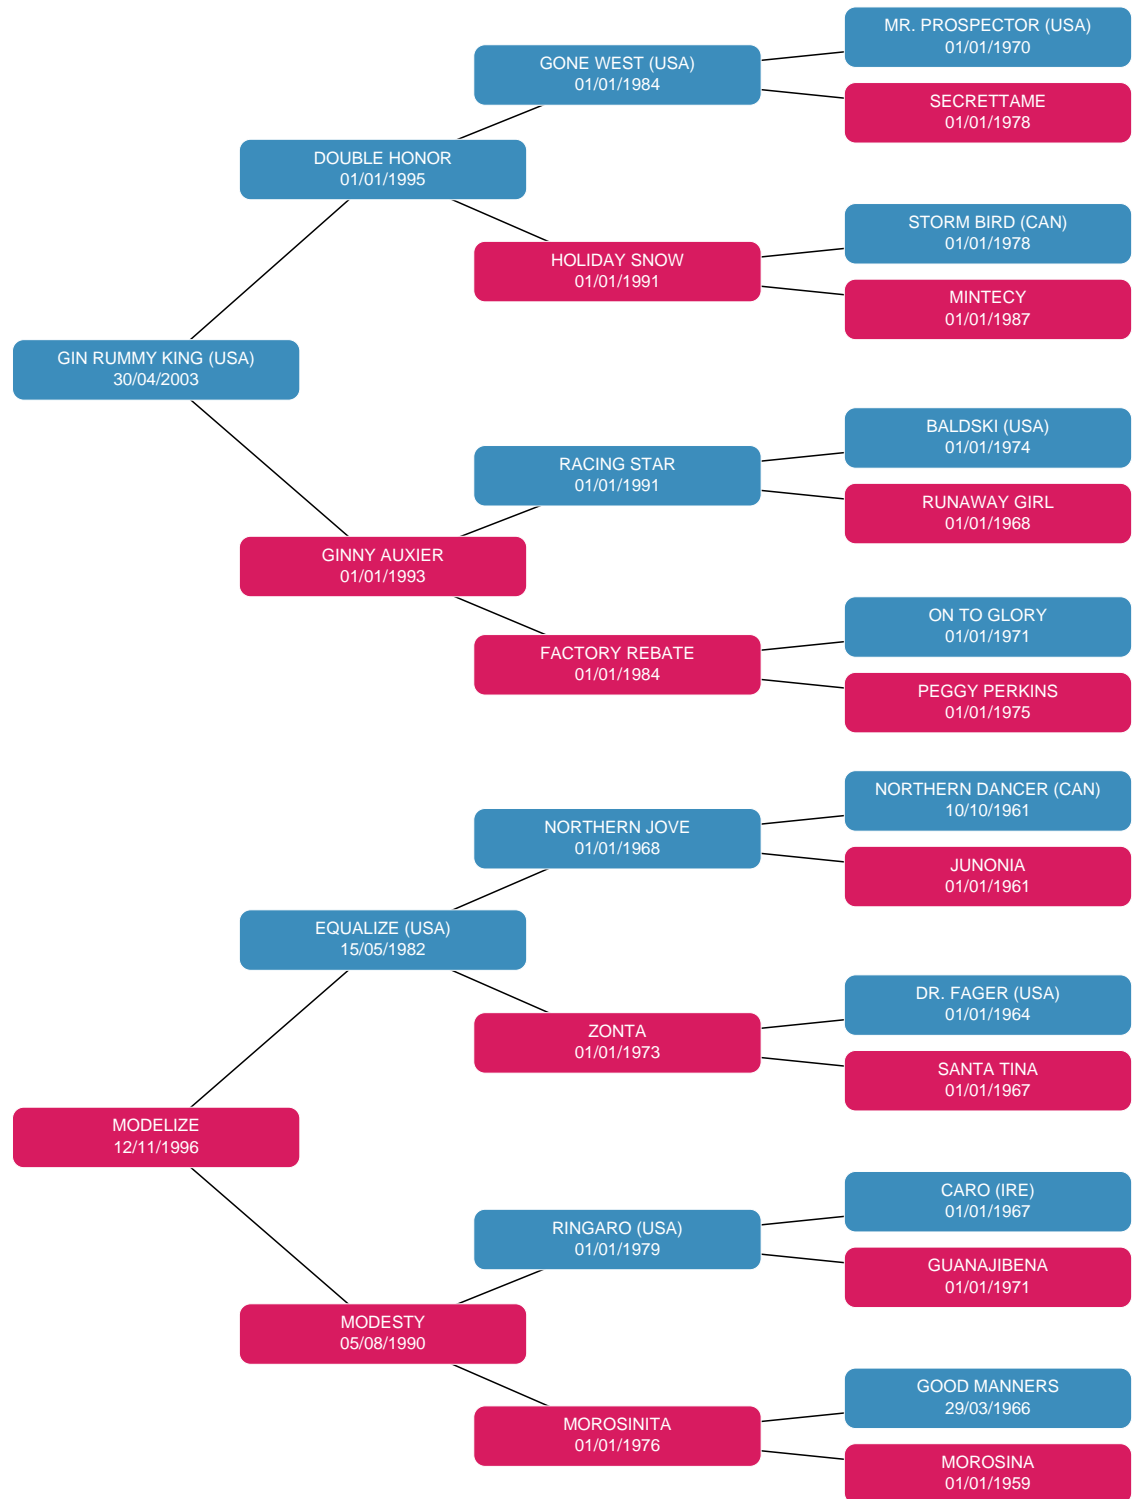 MR. PROSPECTOR (USA)
01/01/1970
GONE WEST (USA)
01/01/1984
SECRETTAME
01/01/1978
DOUBLE HONOR
01/01/1995
STORM BIRD (CAN)
01/01/1978
HOLIDAY SNOW
01/01/1991
MINTECY
01/01/1987
GIN RUMMY KING (USA)
30/04/2003
BALDSKI (USA)
01/01/1974
RACING STAR
01/01/1991
RUNAWAY GIRL
01/01/1968
GINNY AUXIER
01/01/1993
ON TO GLORY
01/01/1971
FACTORY REBATE
01/01/1984
PEGGY PERKINS
01/01/1975
NORTHERN DANCER (CAN)
10/10/1961
NORTHERN JOVE
01/01/1968
JUNONIA
01/01/1961
EQUALIZE (USA)
15/05/1982
DR. FAGER (USA)
01/01/1964
ZONTA
01/01/1973
SANTA TINA
01/01/1967
MODELIZE
12/11/1996
CARO (IRE)
01/01/1967
RINGARO (USA)
01/01/1979
GUANAJIBENA
01/01/1971
MODESTY
05/08/1990
GOOD MANNERS
29/03/1966
MOROSINITA
01/01/1976
MOROSINA
01/01/1959